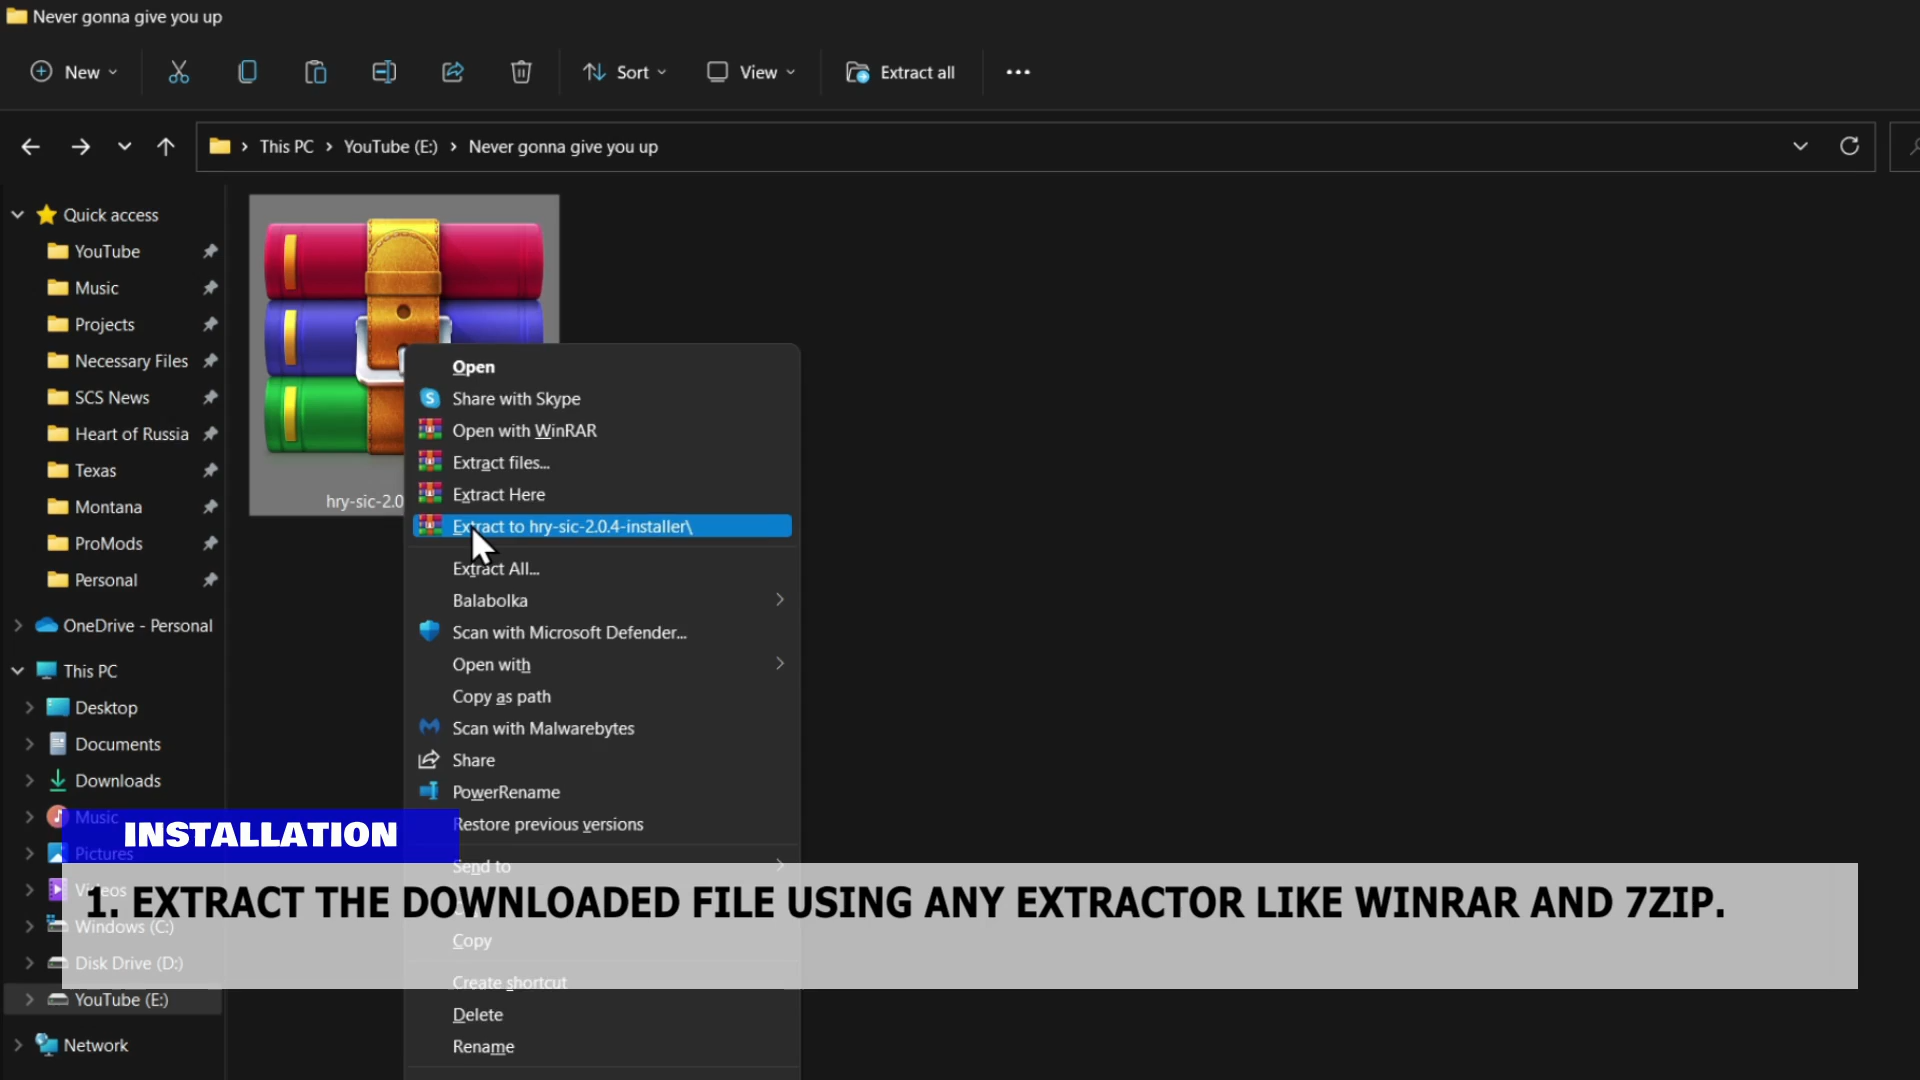 Never gonna give you up
New
Sort
View
Extract all
This PC
YouTube (E:)
Never gonna give you up
Quick access
YouTube
Music
Projects
Necessary Files
SCS News
Heart of Russia
Texas
Montana
ProMods
Personal
OneDrive - Personal
This PC
Desktop
Documents
Downloads
Music
Pictures
Videos
Windows (C:)
Disk Drive (D:)
YouTube (E:)
Network
hry-sic-2.0
Open
Share with Skype
Open with WinRAR
Extract files...
Extract Here
Extract to hry-sic-2.0.4-installer\
Extract All...
Balabolka
Scan with Microsoft Defender...
Open with
Copy as path
Scan with Malwarebytes
Share
PowerRename
Restore previous versions
Send to
Copy
Create shortcut
Delete
Rename
INSTALLATION
1. EXTRACT THE DOWNLOADED FILE USING ANY EXTRACTOR LIKE WINRAR AND 7ZIP.